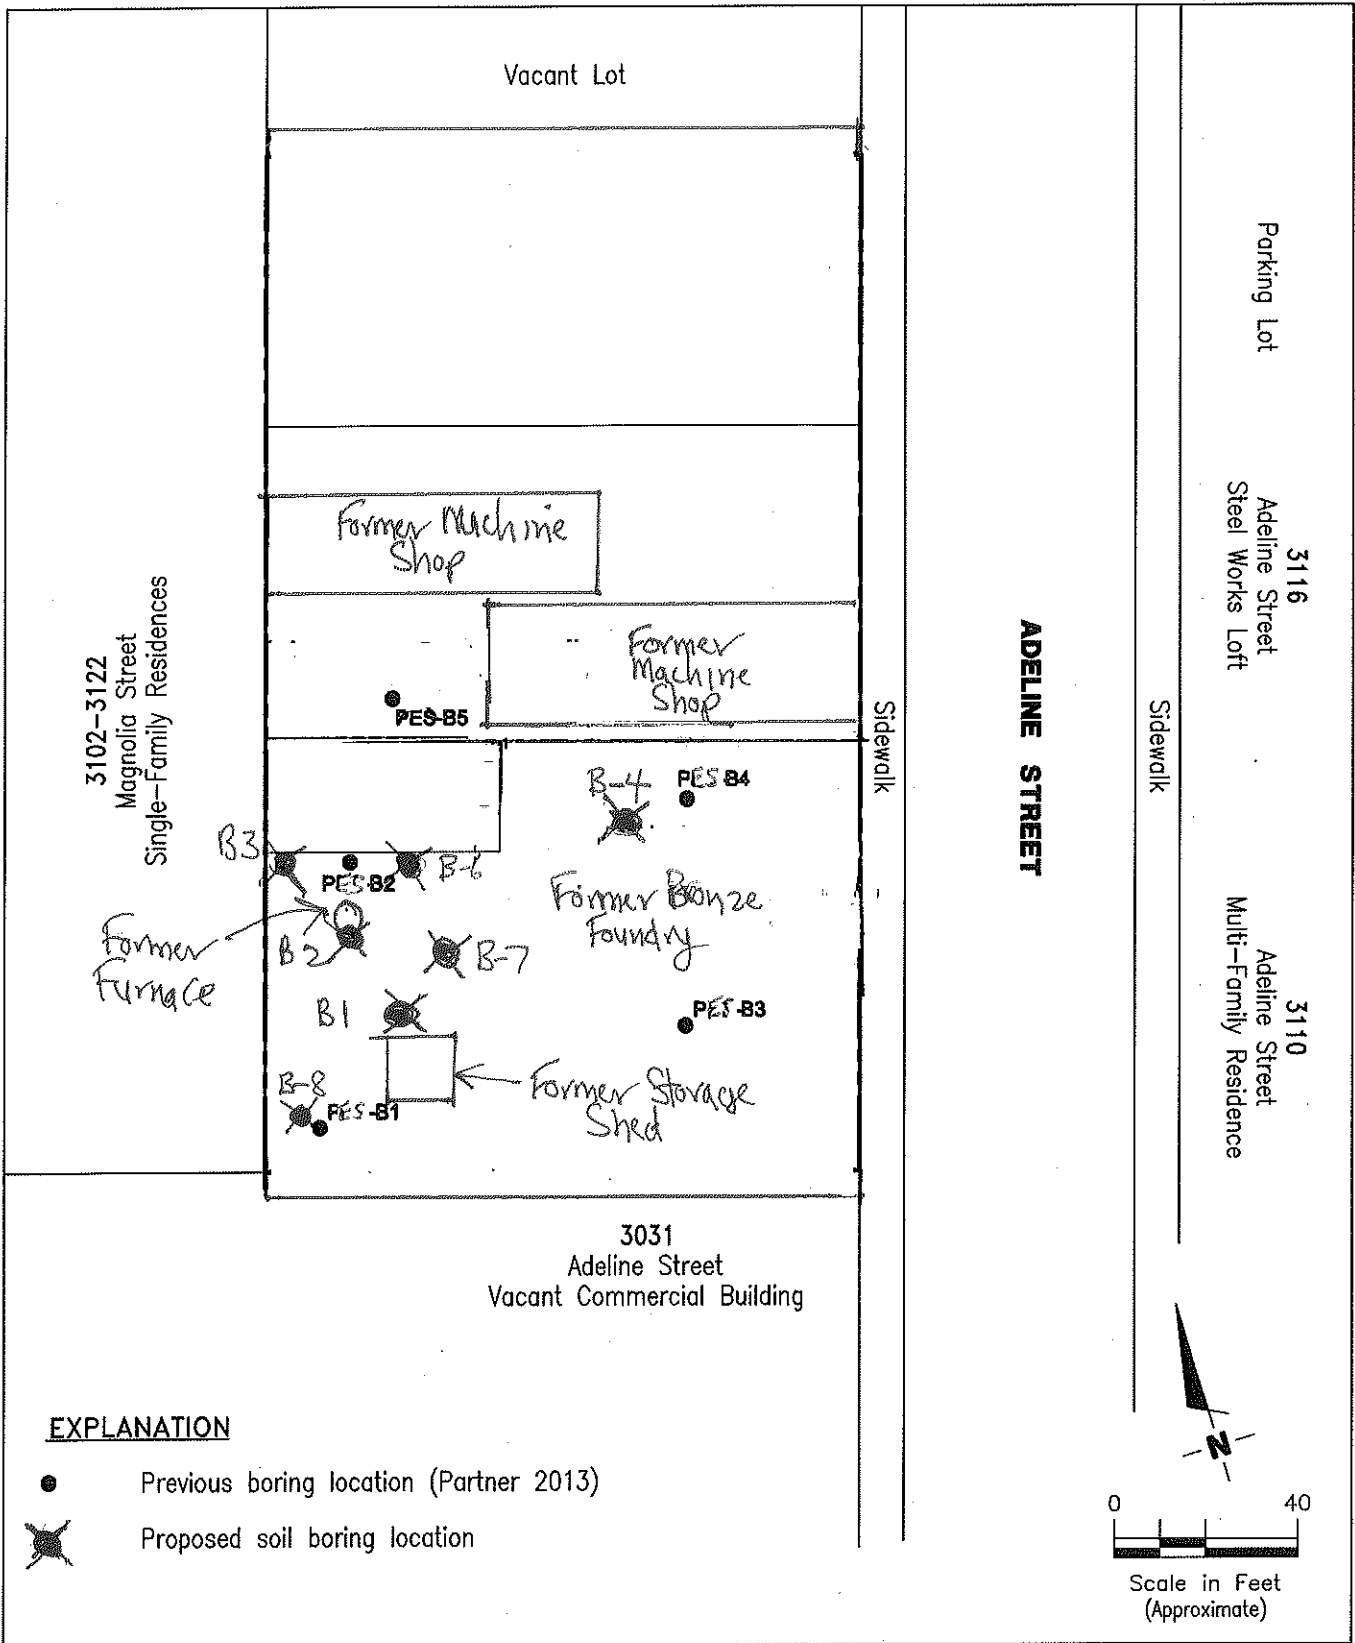 Vacant Lot
Parking Lot
Former Machine
Shop
3116
Adeline Street
Steel Works Loft
3102-3122
Magnolia Street
Single-Family Residences
Former
Machine
Shop
PES-B5
Sidewalk
ADELINE STREET
Sidewalk
B-4
PES-B4
B3
PES-B2
B-6
Former
Furnace
B2
B-7
Former Bronze
Foundry
B1
PES-B3
3110
Adeline Street
Multi-Family Residence
B-8
PES-B1
Former Storage
Shed
3031
Adeline Street
Vacant Commercial Building
EXPLANATION
Previous boring location (Partner 2013)
Proposed soil boring location
N
0 40
Scale in Feet
(Approximate)